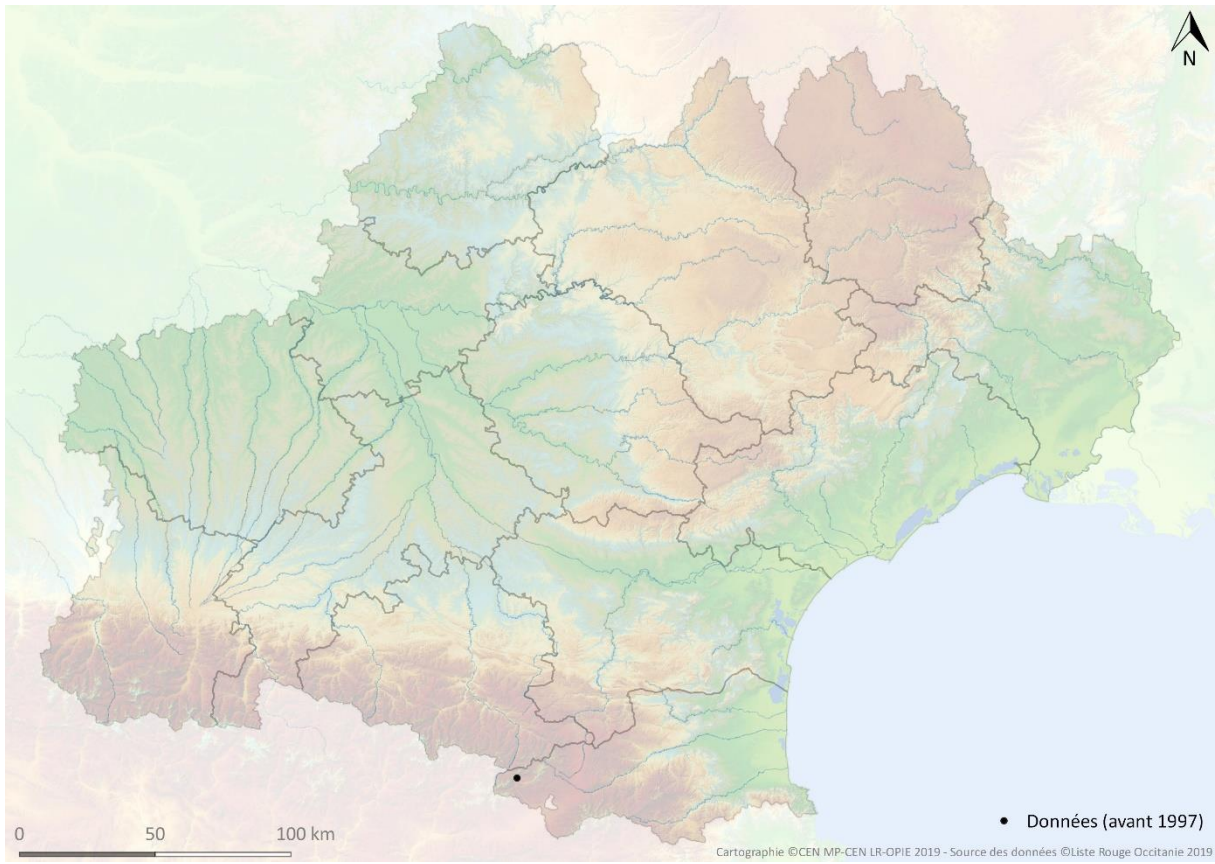 N
Données (avant 1997)
0 50 100 km
Cartographie ©CEN MP-CEN LR-OPIE 2019 - Source des données ©Liste Rouge Occitanie 2019